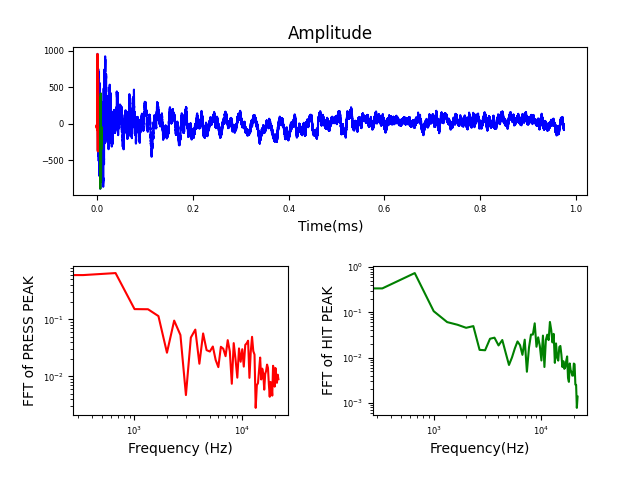 Amplitude
1000
500
0
−500
0.0 0.2 0.4 0.6 0.8 1.0
Time(ms)
FFT of PRESS PEAK
10⁻¹
10⁻²
10³ 10⁴
Frequency (Hz)
FFT of HIT PEAK
10⁰
10⁻¹
10⁻²
10⁻³
10³ 10⁴
Frequency(Hz)